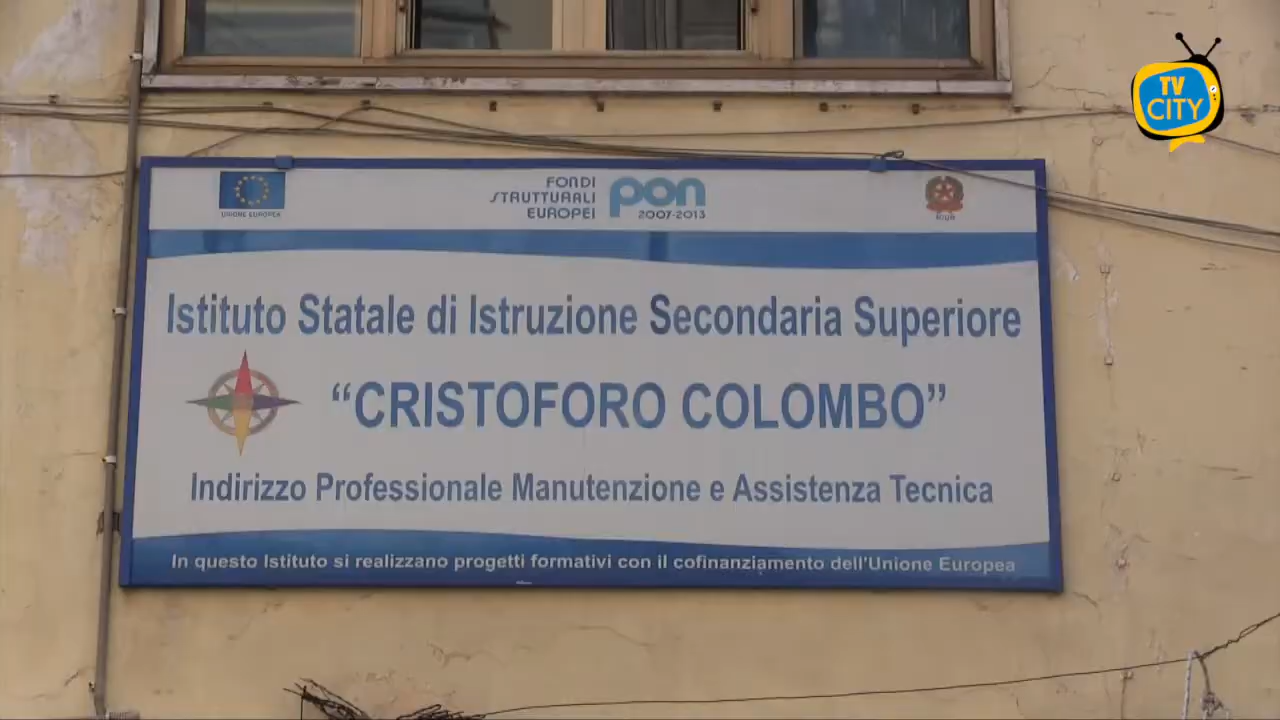 TV
CITY
UNIONE EUROPEA
FONDI
STRUTTURALI
EUROPEI
pon
2007-2013
MIUR
Istituto Statale di Istruzione Secondaria Superiore
“CRISTOFORO COLOMBO”
Indirizzo Professionale Manutenzione e Assistenza Tecnica
In questo Istituto si realizzano progetti formativi con il cofinanziamento dell'Unione Europea